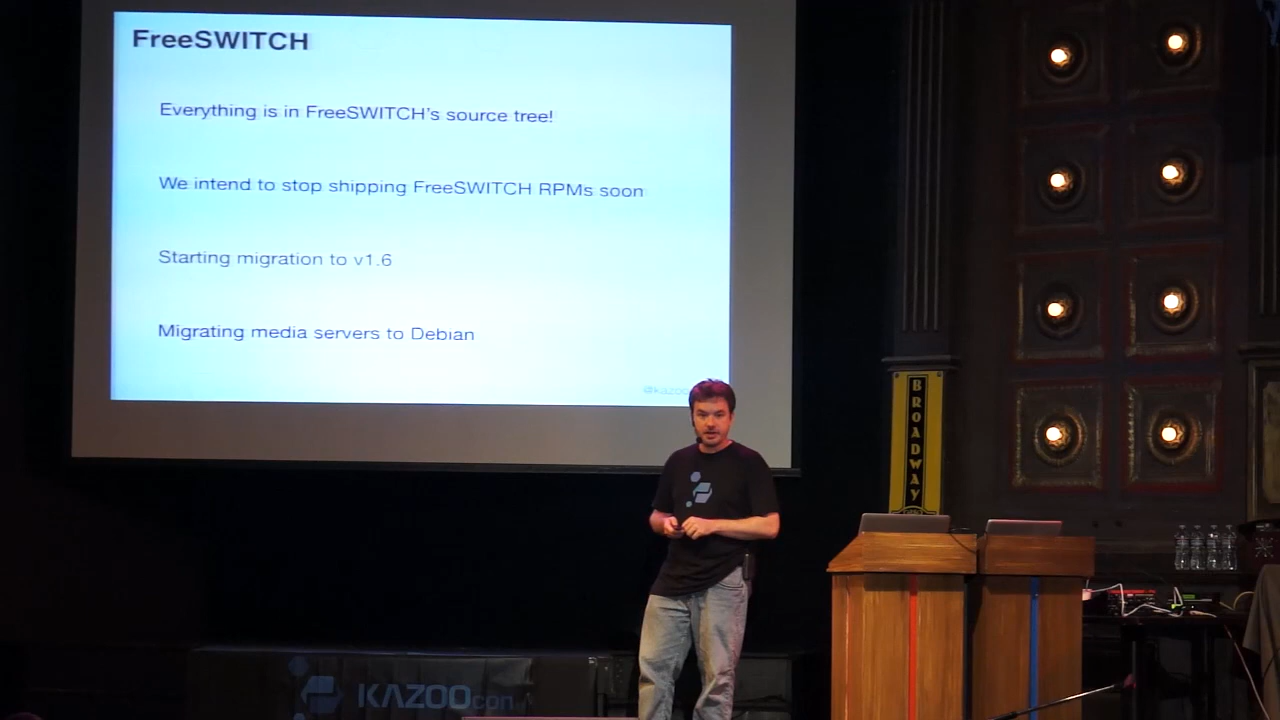 FreeSWITCH
Everything is in FreeSWITCH's source tree!
We intend to stop shipping FreeSWITCH RPMs soon
Starting migration to v1.6
Migrating media servers to Debian
BROADWAY
KAZOOcon